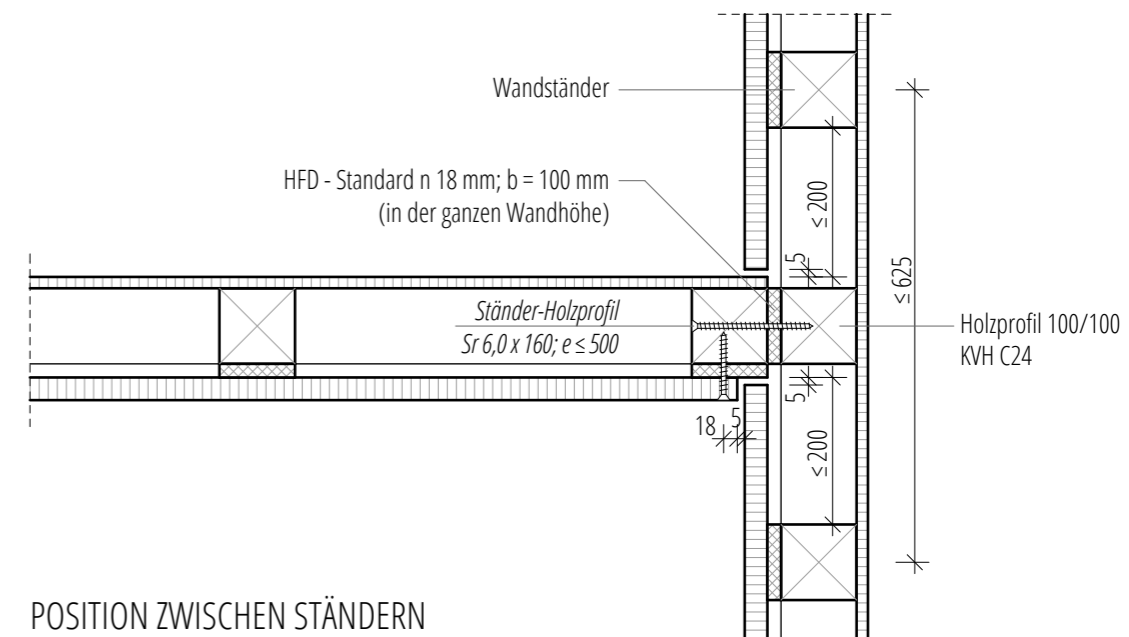 Wandständer
HFD - Standard n 18 mm; b = 100 mm
(in der ganzen Wandhöhe)
≤ 200
5
≤ 625
Ständer-Holzprofil
Sr 6,0 x 160; e ≤ 500
Holzprofil 100/100
KVH C24
5
18
5
≤ 200
POSITION ZWISCHEN STÄNDERN